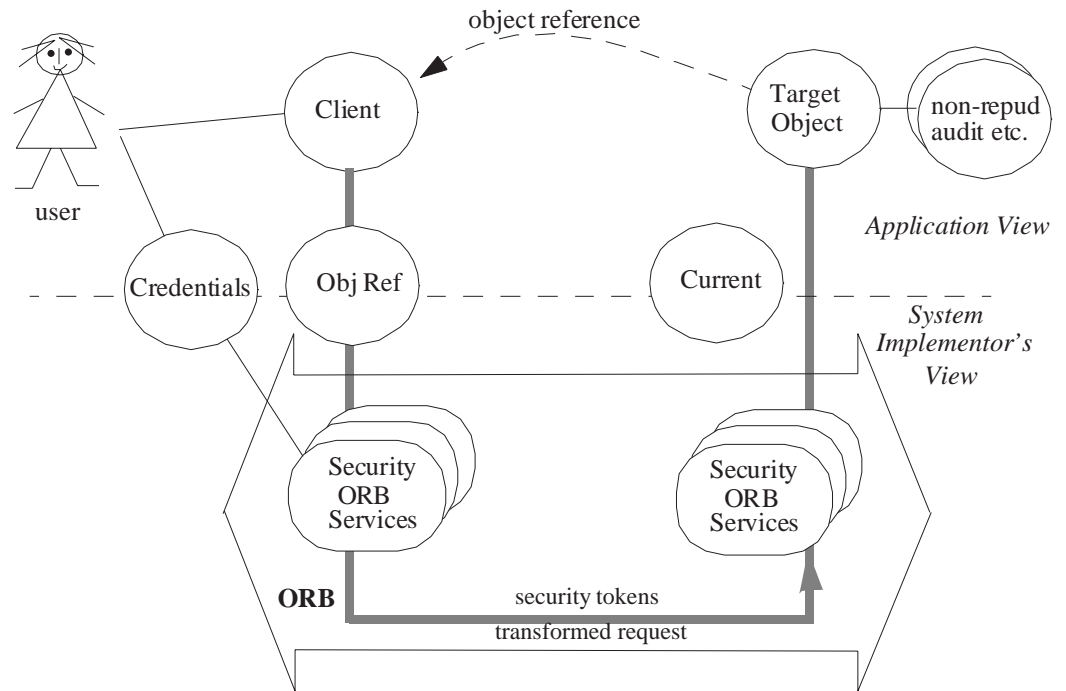 object reference
Client
Target
Object
non-repud
audit etc.
user
Application View
Credentials
Obj Ref
Current
System
Implementor's
View
Security
ORB
Services
Security
ORB
Services
ORB
security tokens
transformed request